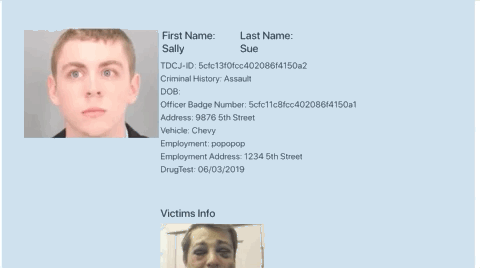 First Name: Last Name:
Sally Sue
TDCJ-ID: 5cfc13f0fcc402086f4150a2
Criminal History: Assault
DOB:
Officer Badge Number: 5cfc11c8fcc402086f4150a1
Address: 9876 5th Street
Vehicle: Chevy
Employment: popopop
Employment Address: 1234 5th Street
DrugTest: 06/03/2019
Victims Info